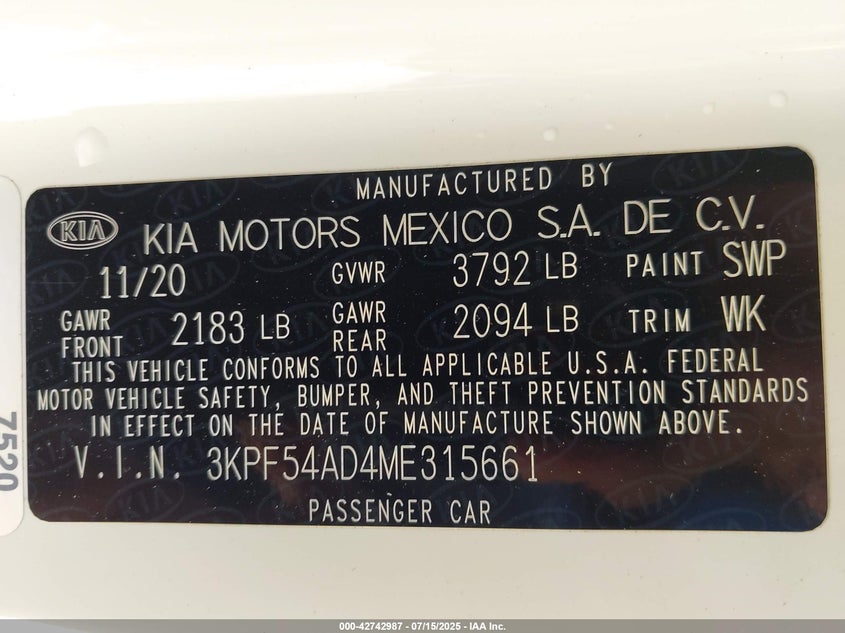 MANUFACTURED BY
KIA KIA MOTORS MEXICO S.A. DE C.V.
11/20 GVWR 3792 LB PAINT SWP
GAWR FRONT 2183 LB GAWR REAR 2094 LB TRIM WK
THIS VEHICLE CONFORMS TO ALL APPLICABLE U.S.A. FEDERAL
MOTOR VEHICLE SAFETY, BUMPER, AND THEFT PREVENTION STANDARDS
IN EFFECT ON THE DATE OF MANUFACTURE SHOWN ABOVE.
V.I.N. 3KPF54AD4ME315661
PASSENGER CAR
7520
000-42742987 - 07/15/2025 - IAA Inc.